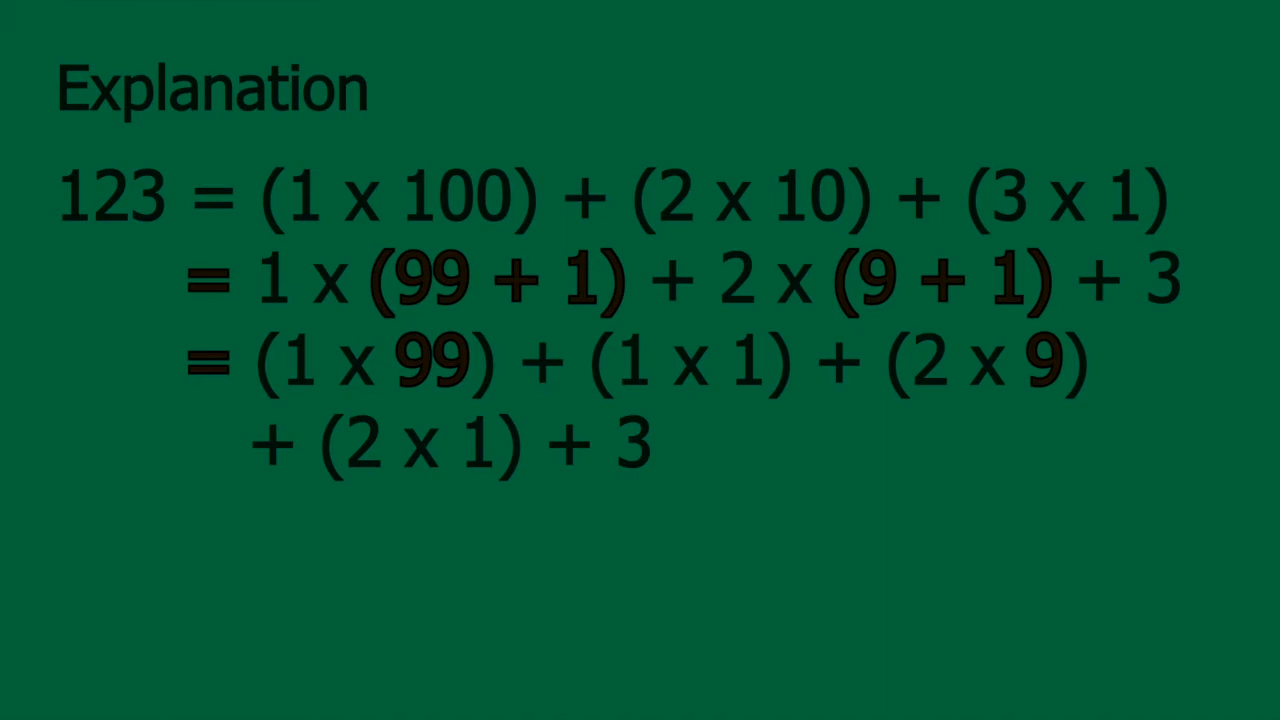 Explanation
123 = (1 x 100) + (2 x 10) + (3 x 1)
= 1 x (99 + 1) + 2 x (9 + 1) + 3
= (1 x 99) + (1 x 1) + (2 x 9)
+ (2 x 1) + 3